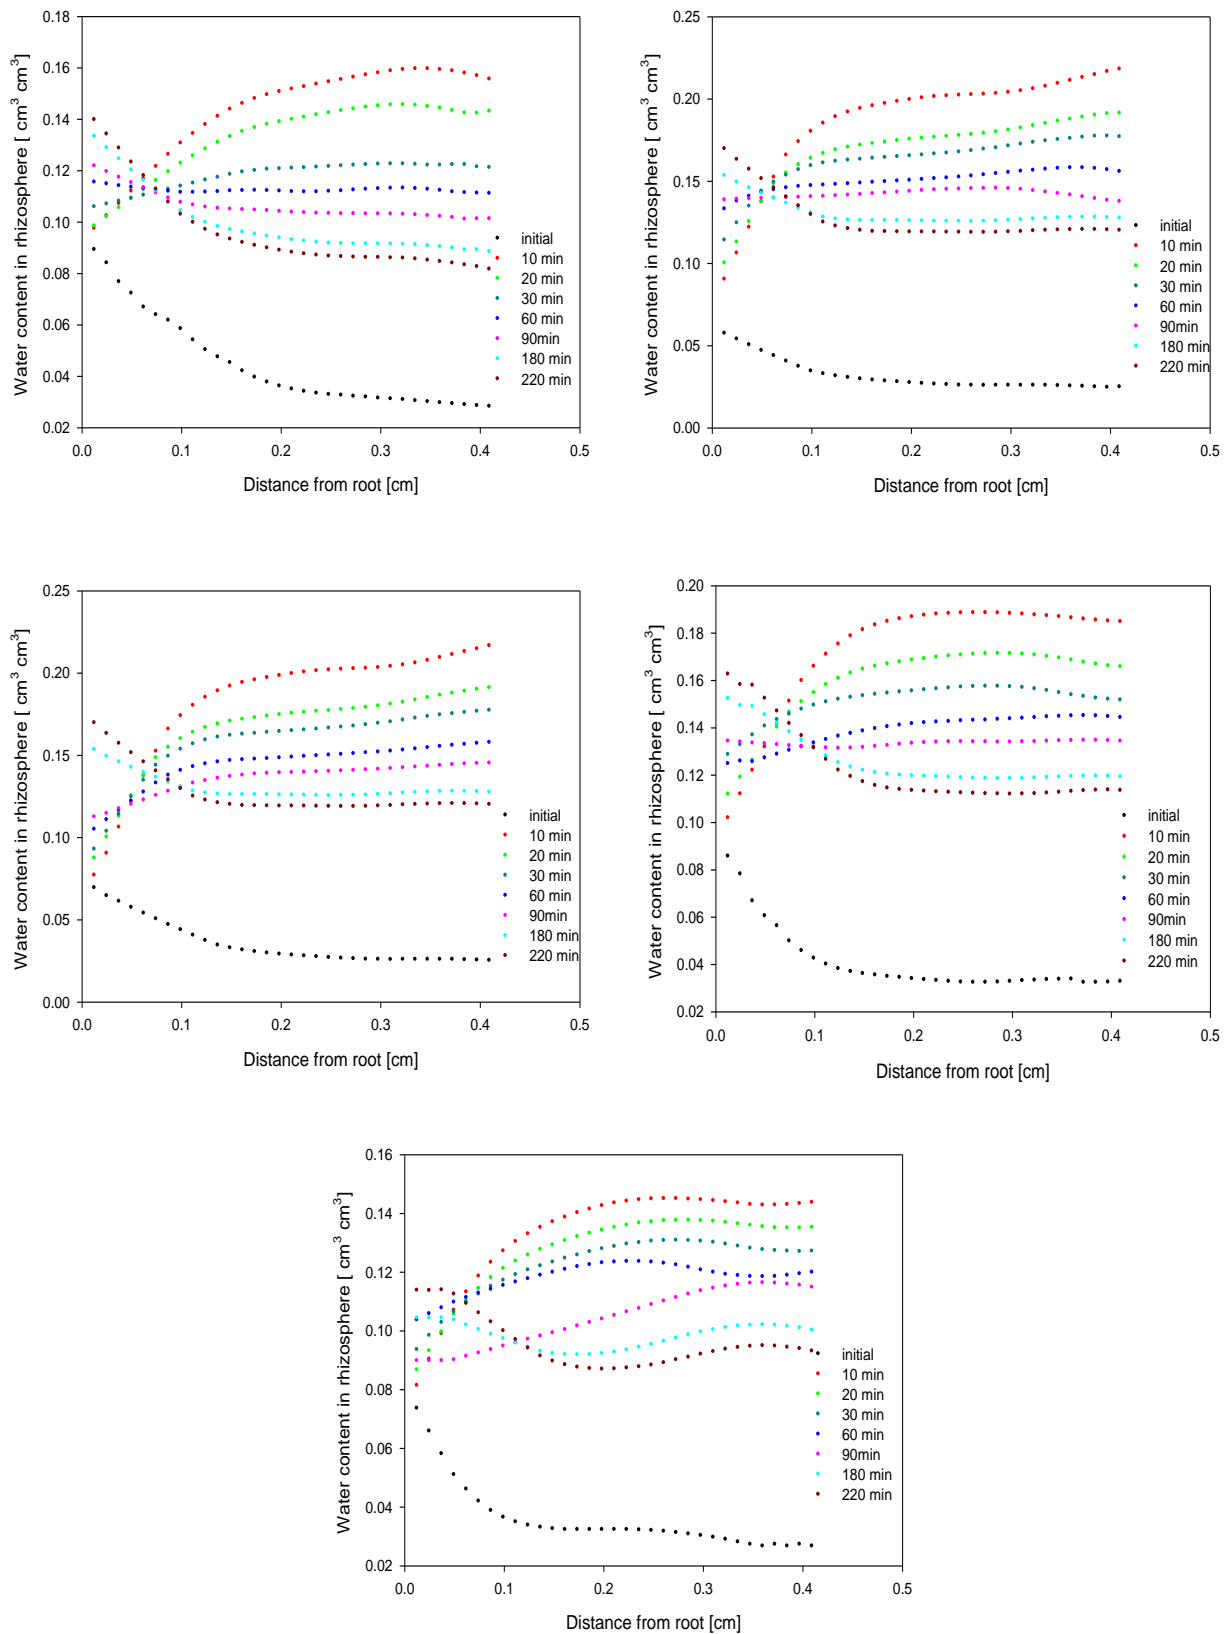 Water content in rhizosphere [ cm3 cm3]
0.18
0.16
0.14
0.12
0.10
0.08
0.06
0.04
0.02
0.0 0.1 0.2 0.3 0.4 0.5
Distance from root [cm]
initial
10 min
20 min
30 min
60 min
90min
180 min
220 min
Water content in rhizosphere [ cm3 cm3]
0.25
0.20
0.15
0.10
0.05
0.00
0.0 0.1 0.2 0.3 0.4 0.5
Distance from root [cm]
initial
10 min
20 min
30 min
60 min
90min
180 min
220 min
Water content in rhizosphere [ cm3 cm3]
0.25
0.20
0.15
0.10
0.05
0.00
0.0 0.1 0.2 0.3 0.4 0.5
Distance from root [cm]
initial
10 min
20 min
30 min
60 min
90min
180 min
220 min
Water content in rhizosphere [ cm3 cm3]
0.20
0.18
0.16
0.14
0.12
0.10
0.08
0.06
0.04
0.02
0.0 0.1 0.2 0.3 0.4 0.5
Distance from root [cm]
initial
10 min
20 min
30 min
60 min
90min
180 min
220 min
Water content in rhizosphere [ cm3 cm3]
0.16
0.14
0.12
0.10
0.08
0.06
0.04
0.02
0.0 0.1 0.2 0.3 0.4 0.5
Distance from root [cm]
initial
10 min
20 min
30 min
60 min
90min
180 min
220 min